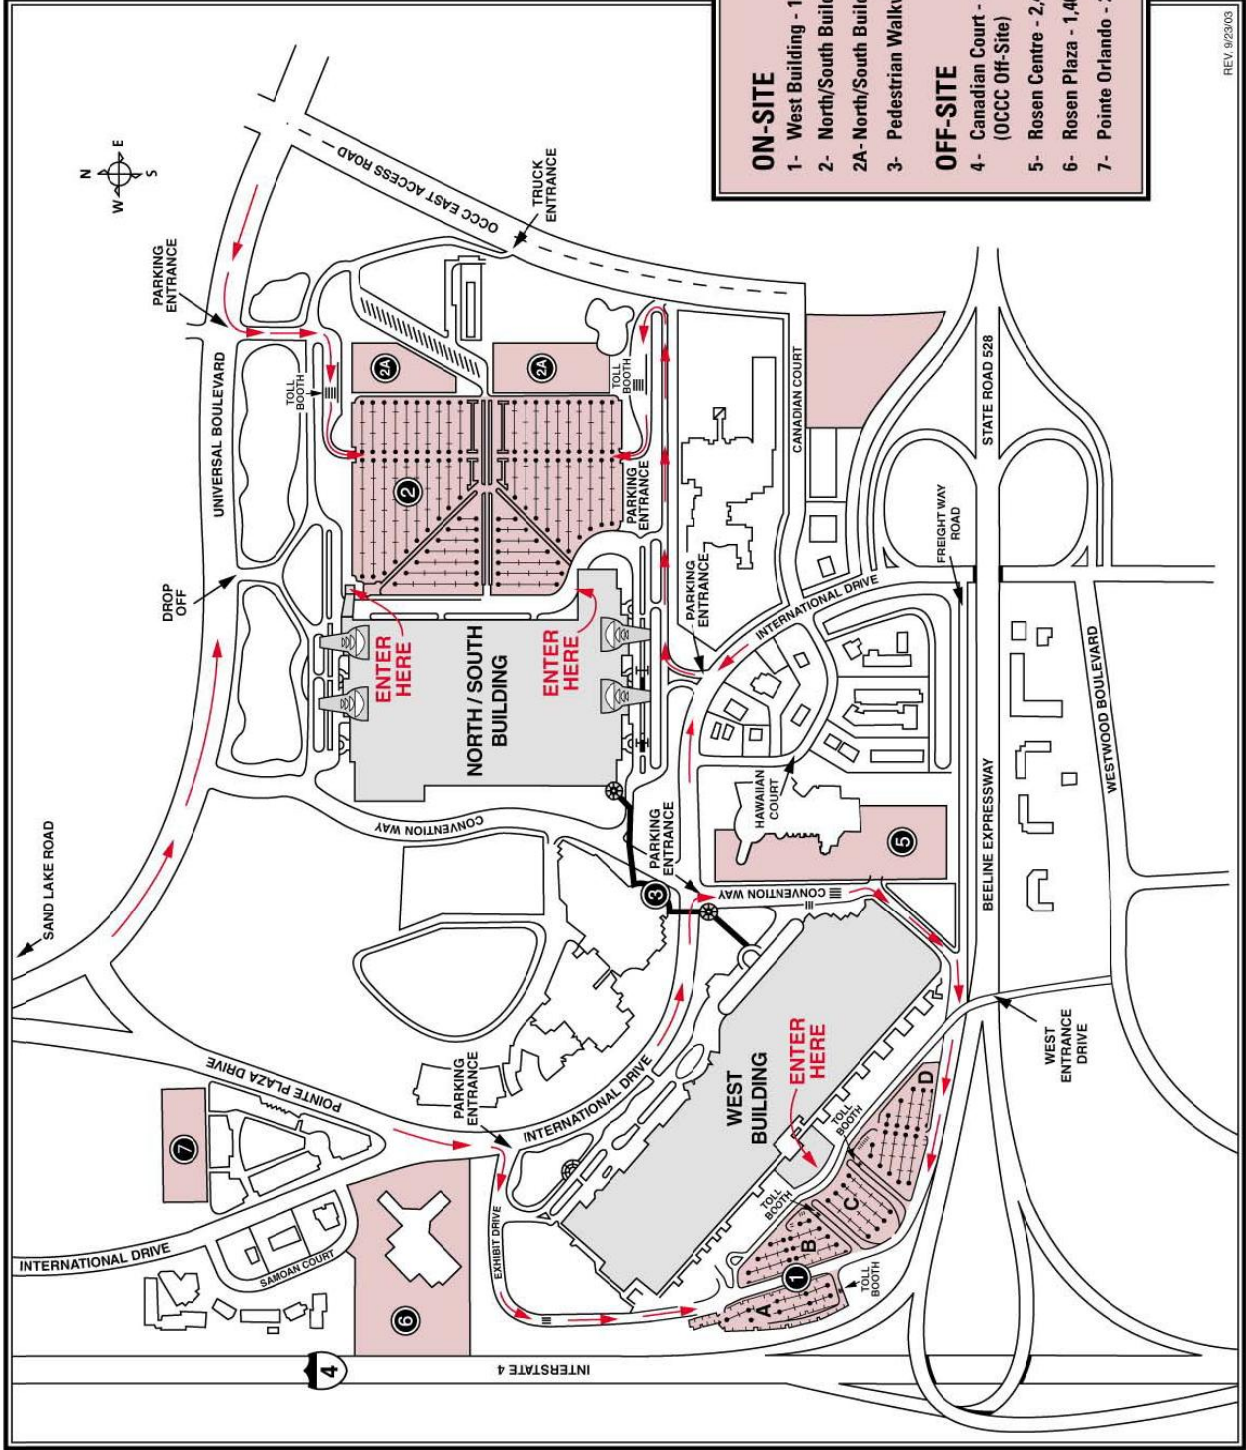 REV. 9/23/03
ON-SITE
1- West Building - 1
2- North/South
2A- North/South
3- Pedestrian
OFF-SITE
4- Canadian Court -
(OCCC Off-Site)
5- Rosen Centre - 2,
6- Rosen Plaza -
7- Pointe Orlando -
N
E
S
W
SAND LAKE ROAD
DROP
OFF
PARKING
ENTRANCE
UNIVERSAL BOULEVARD
TOLL
BOOTH
OCCC EAST ACCESS ROAD
TRUCK
ENTRANCE
2
2A
2A
TOLL
BOOTH
ENTER
HERE
ENTER
HERE
NORTH / SOUTH
BUILDING
PARKING
ENTRANCE
PARKING
ENTRANCE
CANADIAN COURT
STATE ROAD 528
INTERNATIONAL DRIVE
FREIGHT WAY
ROAD
CONVENTION WAY
PARKING
ENTRANCE
HAWAIIAN
COURT
3
5
CONVENTION WAY
BEELINE EXPRESSWAY
WESTWOOD BOULEVARD
POINTE PLAZA DRIVE
PARKING
ENTRANCE
INTERNATIONAL DRIVE
WEST
BUILDING
ENTER
HERE
WEST
ENTRANCE
DRIVE
7
INTERNATIONAL DRIVE
SAMOAN COURT
EXHIBIT DRIVE
6
TOLL
BOOTH
TOLL
BOOTH
TOLL
BOOTH
A
B
C
D
1
4
INTERSTATE 4